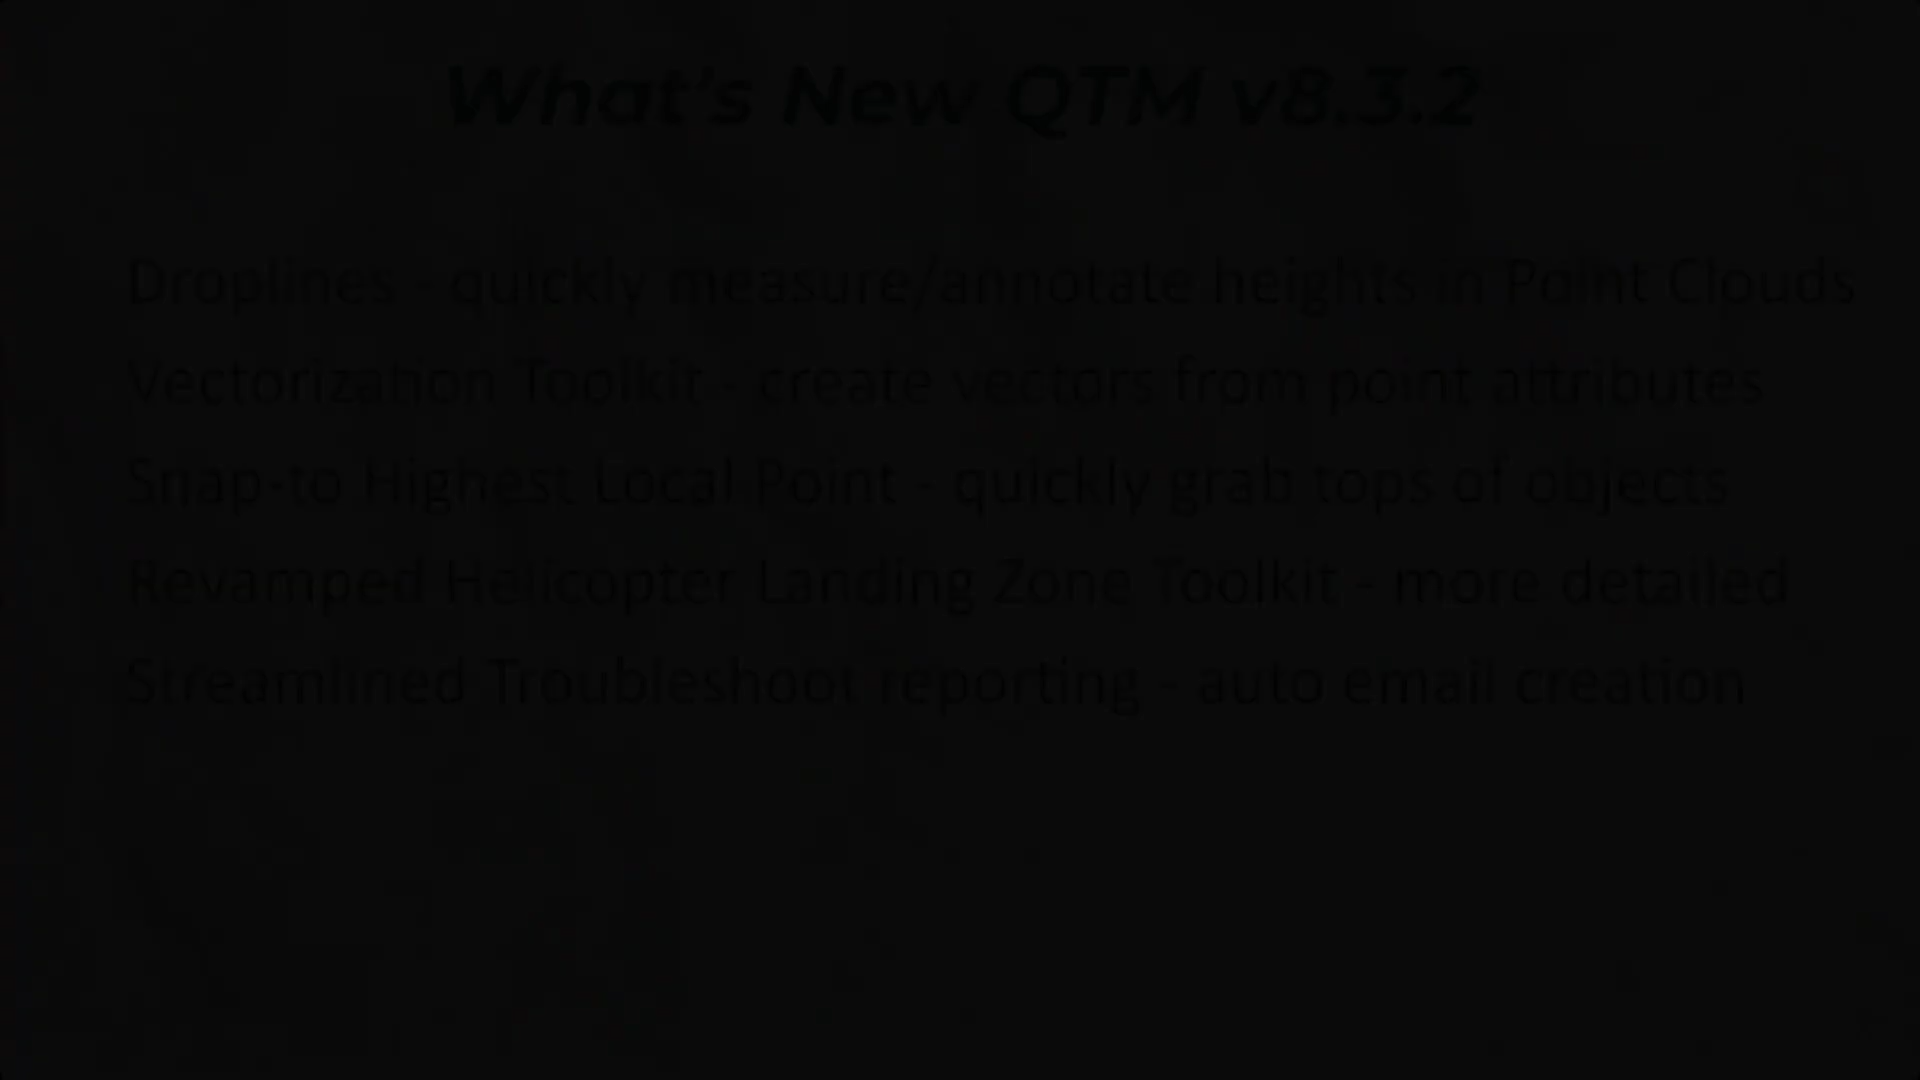 What's New QTM v8.3.2
Droplines - quickly measure/annotate heights in Point Clouds
Vectorization Toolkit - create vectors from point attributes
Snap-to Highest Local Point - quickly grab tops of objects
Revamped Helicopter Landing Zone Toolkit - more detailed
Streamlined Troubleshoot reporting - auto email creation